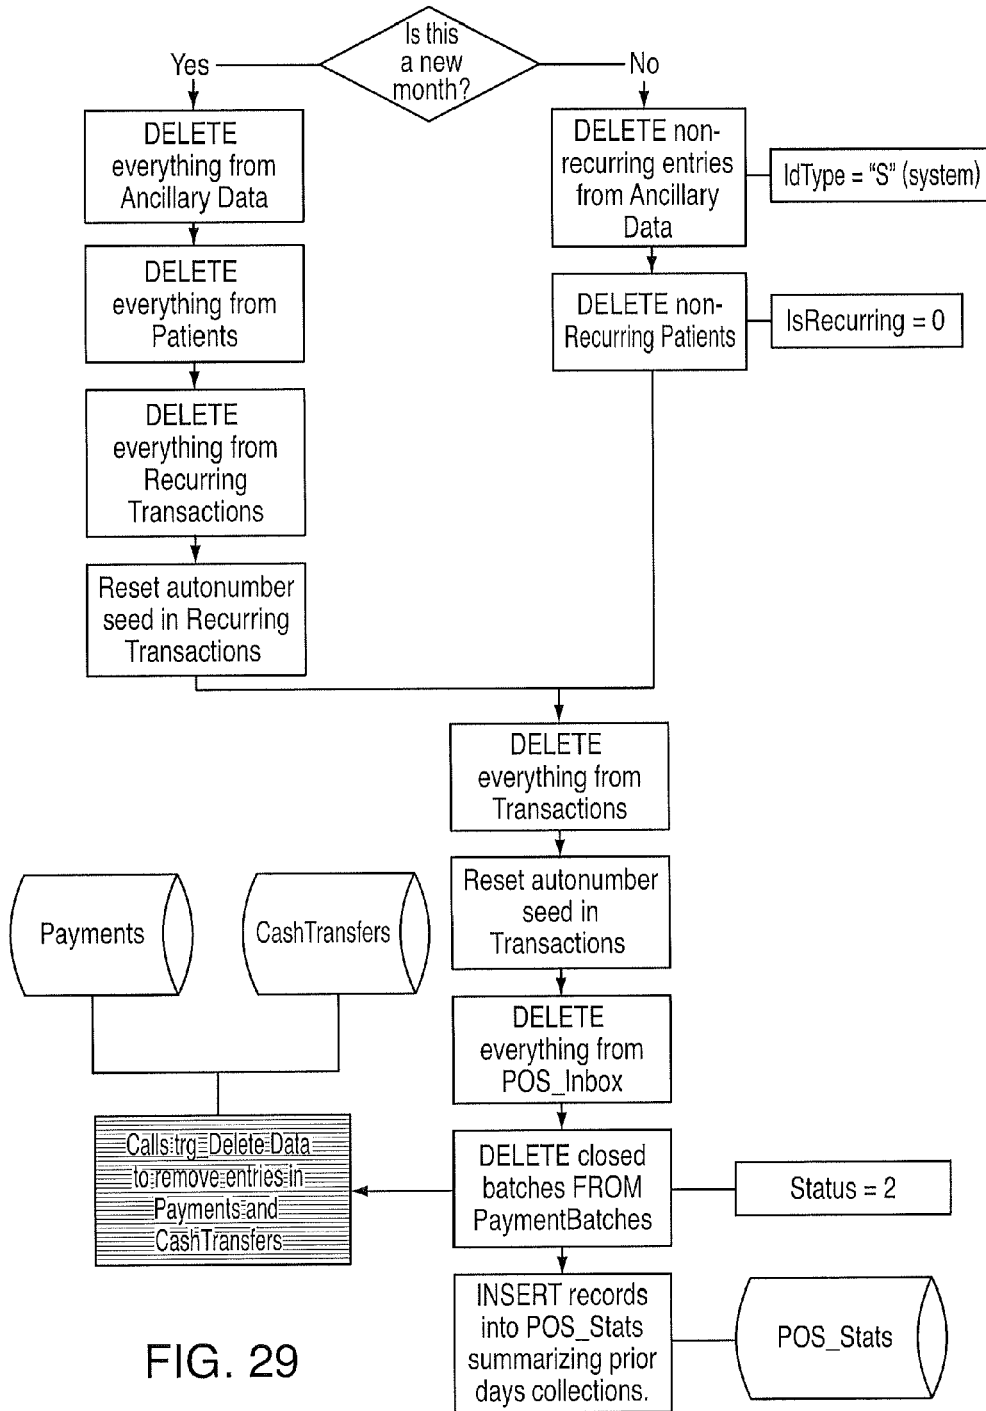 Is this
a new
month?
Yes
No
DELETE
everything from
Ancillary Data
DELETE
everything from
Patients
DELETE
everything from
Recurring
Transactions
Reset autonumber
seed in Recurring
Transactions
DELETE non-
recurring entries
from Ancillary
Data
IdType = “S” (system)
DELETE non-
Recurring Patients
IsRecurring = 0
DELETE
everything from
Transactions
Reset autonumber
seed in
Transactions
DELETE
everything from
POS_Inbox
DELETE closed
batches FROM
PaymentBatches
Status = 2
Payments
CashTransfers
Calls trg_Delete Data
to remove entries in
Payments and
CashTransfers
INSERT records
into POS_Stats
summarizing prior
days collections.
POS_Stats
FIG. 29